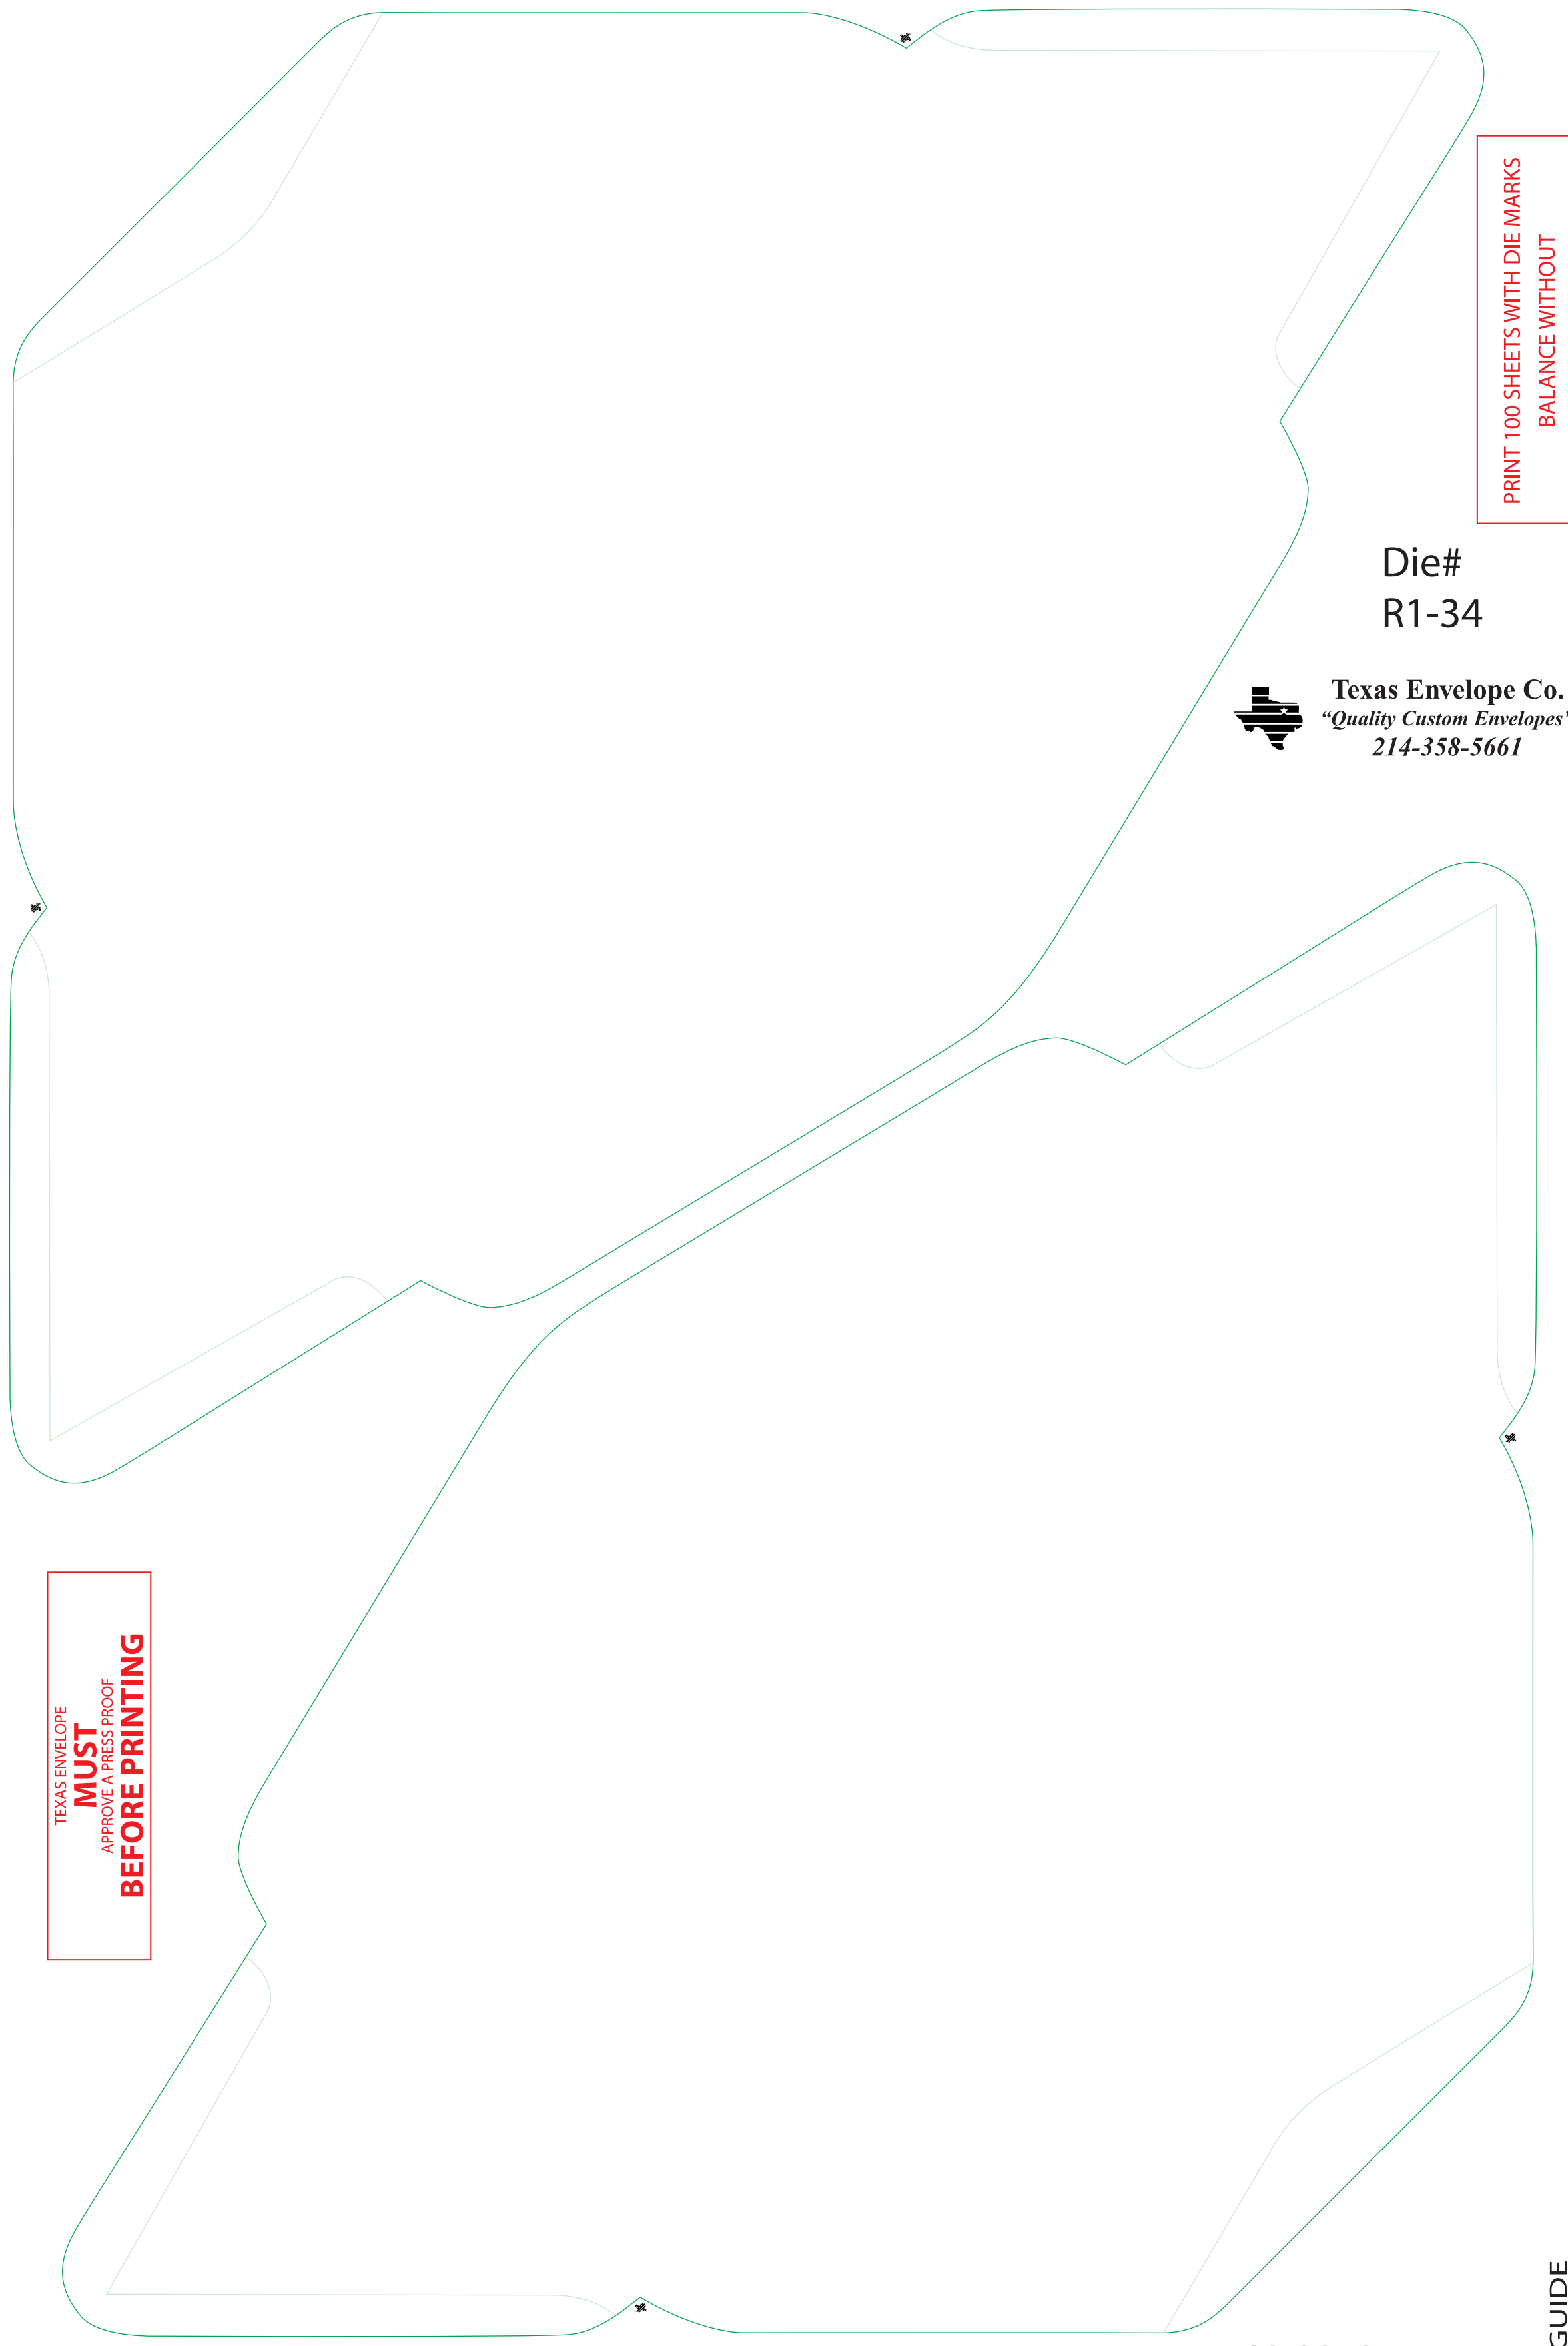 PRINT 100 SHEETS WITH DIE MARKS
BALANCE WITHOUT
Die#
R1-34
Texas Envelope Co.
“Quality Custom Envelopes”
214-358-5661
TEXAS ENVELOPE
MUST
APPROVE A PRESS PROOF
BEFORE PRINTING
GUIDE